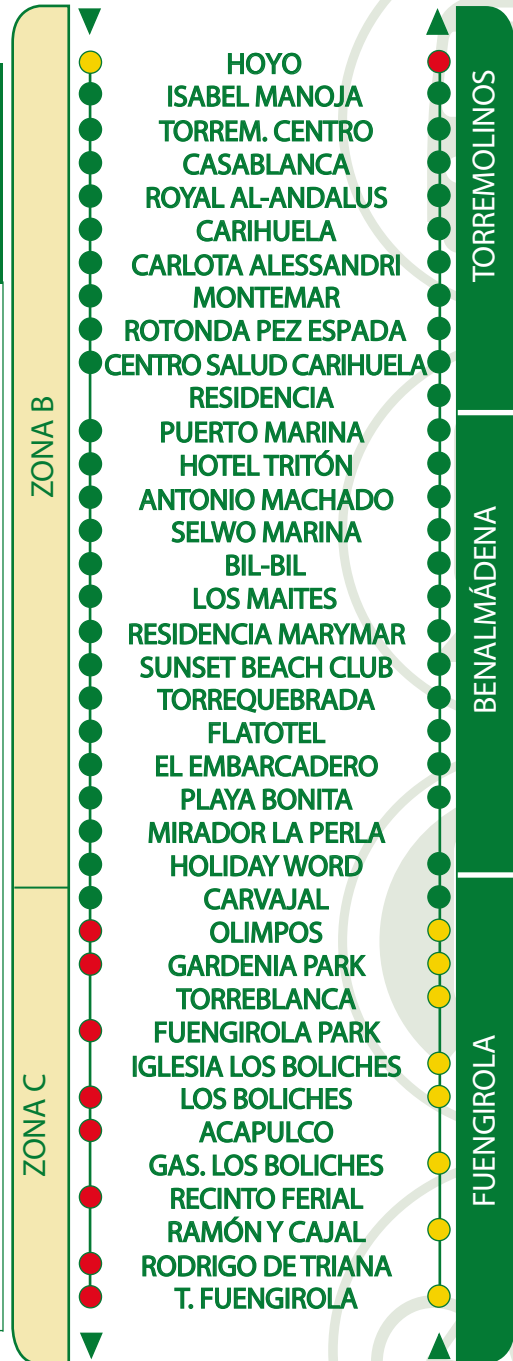 HOYO
ISABEL MANOJA
TORREM. CENTRO
CASABLANCA
ROYAL AL-ANDALUS
CARIHUELA
CARLOTA ALESSANDRI
MONTEMAR
ROTONDA PEZ ESPADA
CENTRO SALUD CARIHUELA
RESIDENCIA
PUERTO MARINA
HOTEL TRITÓN
ANTONIO MACHADO
SELWO MARINA
BIL-BIL
LOS MAITES
RESIDENCIA MARYMAR
SUNSET BEACH CLUB
TORREQUEBRADA
FLATOTEL
EL EMBARCADERO
PLAYA BONITA
MIRADOR LA PERLA
HOLIDAY WORD
CARVAJAL
OLIMPOS
GARDENIA PARK
TORREBLANCA
FUENGIROLA PARK
IGLESIA LOS BOLICHES
LOS BOLICHES
ACAPULCO
GAS. LOS BOLICHES
RECINTO FERIAL
RAMÓN Y CAJAL
RODRIGO DE TRIANA
T. FUENGIROLA
ZONA B
ZONA C
TORREMOLINOS
BENALMÁDENA
FUENGIROLA